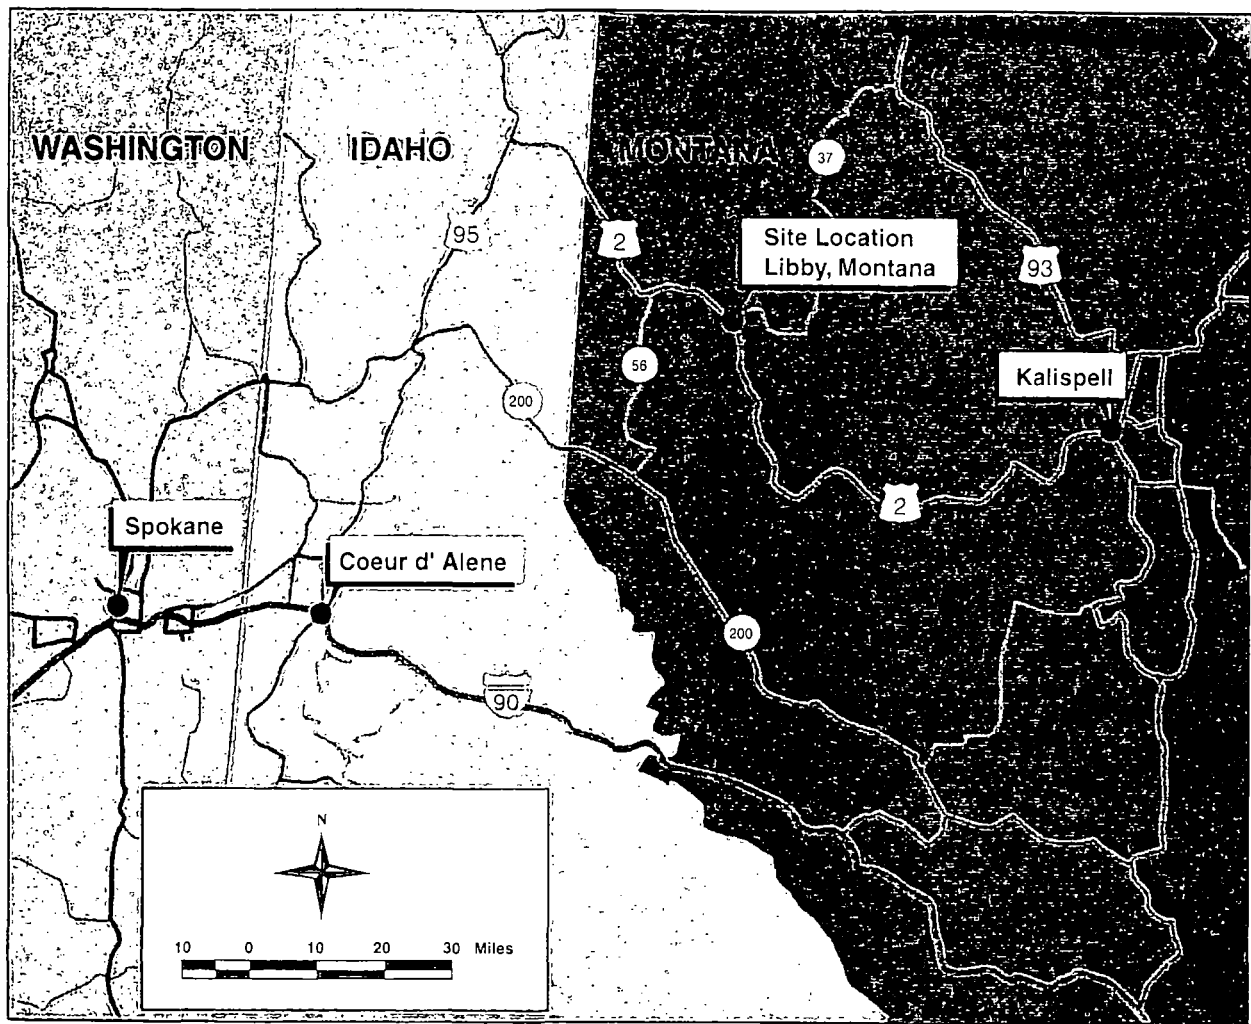 WASHINGTON
IDAHO
MONTANA
37
95
2
Site Location
Libby, Montana
93
56
Kalispell
200
2
Spokane
Coeur d' Alene
200
90
N
10 0 10 20 30 Miles